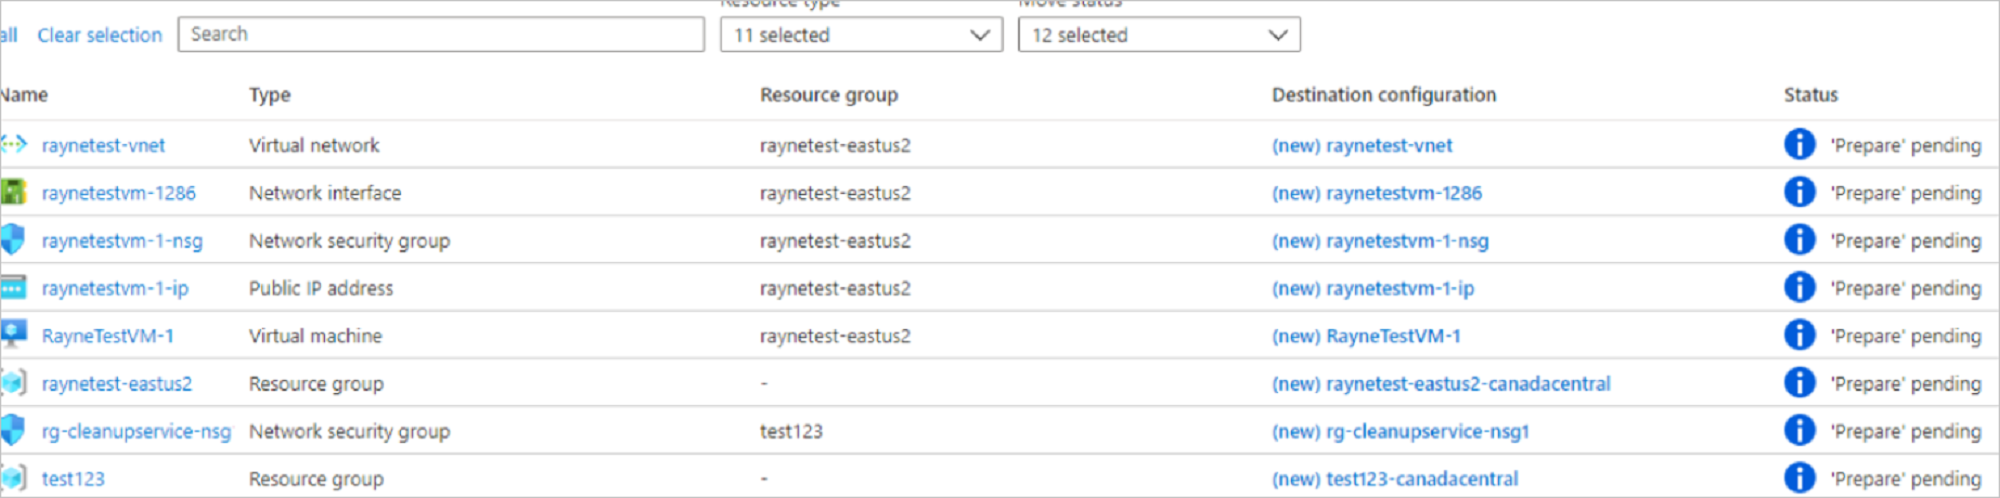 Resource type Move status
all Clear selection Search 11 selected 12 selected
Name Type Resource group Destination configuration Status
raynetest-vnet Virtual network raynetest-eastus2 (new) raynetest-vnet 'Prepare' pending
raynetestvm-1286 Network interface raynetest-eastus2 (new) raynetestvm-1286 'Prepare' pending
raynetestvm-1-nsg Network security group raynetest-eastus2 (new) raynetestvm-1-nsg 'Prepare' pending
raynetestvm-1-ip Public IP address raynetest-eastus2 (new) raynetestvm-1-ip 'Prepare' pending
RayneTestVM-1 Virtual machine raynetest-eastus2 (new) RayneTestVM-1 'Prepare' pending
raynetest-eastus2 Resource group - (new) raynetest-eastus2-canadacentral 'Prepare' pending
rg-cleanupservice-nsg Network security group test123 (new) rg-cleanupservice-nsg1 'Prepare' pending
test123 Resource group - (new) test123-canadacentral 'Prepare' pending